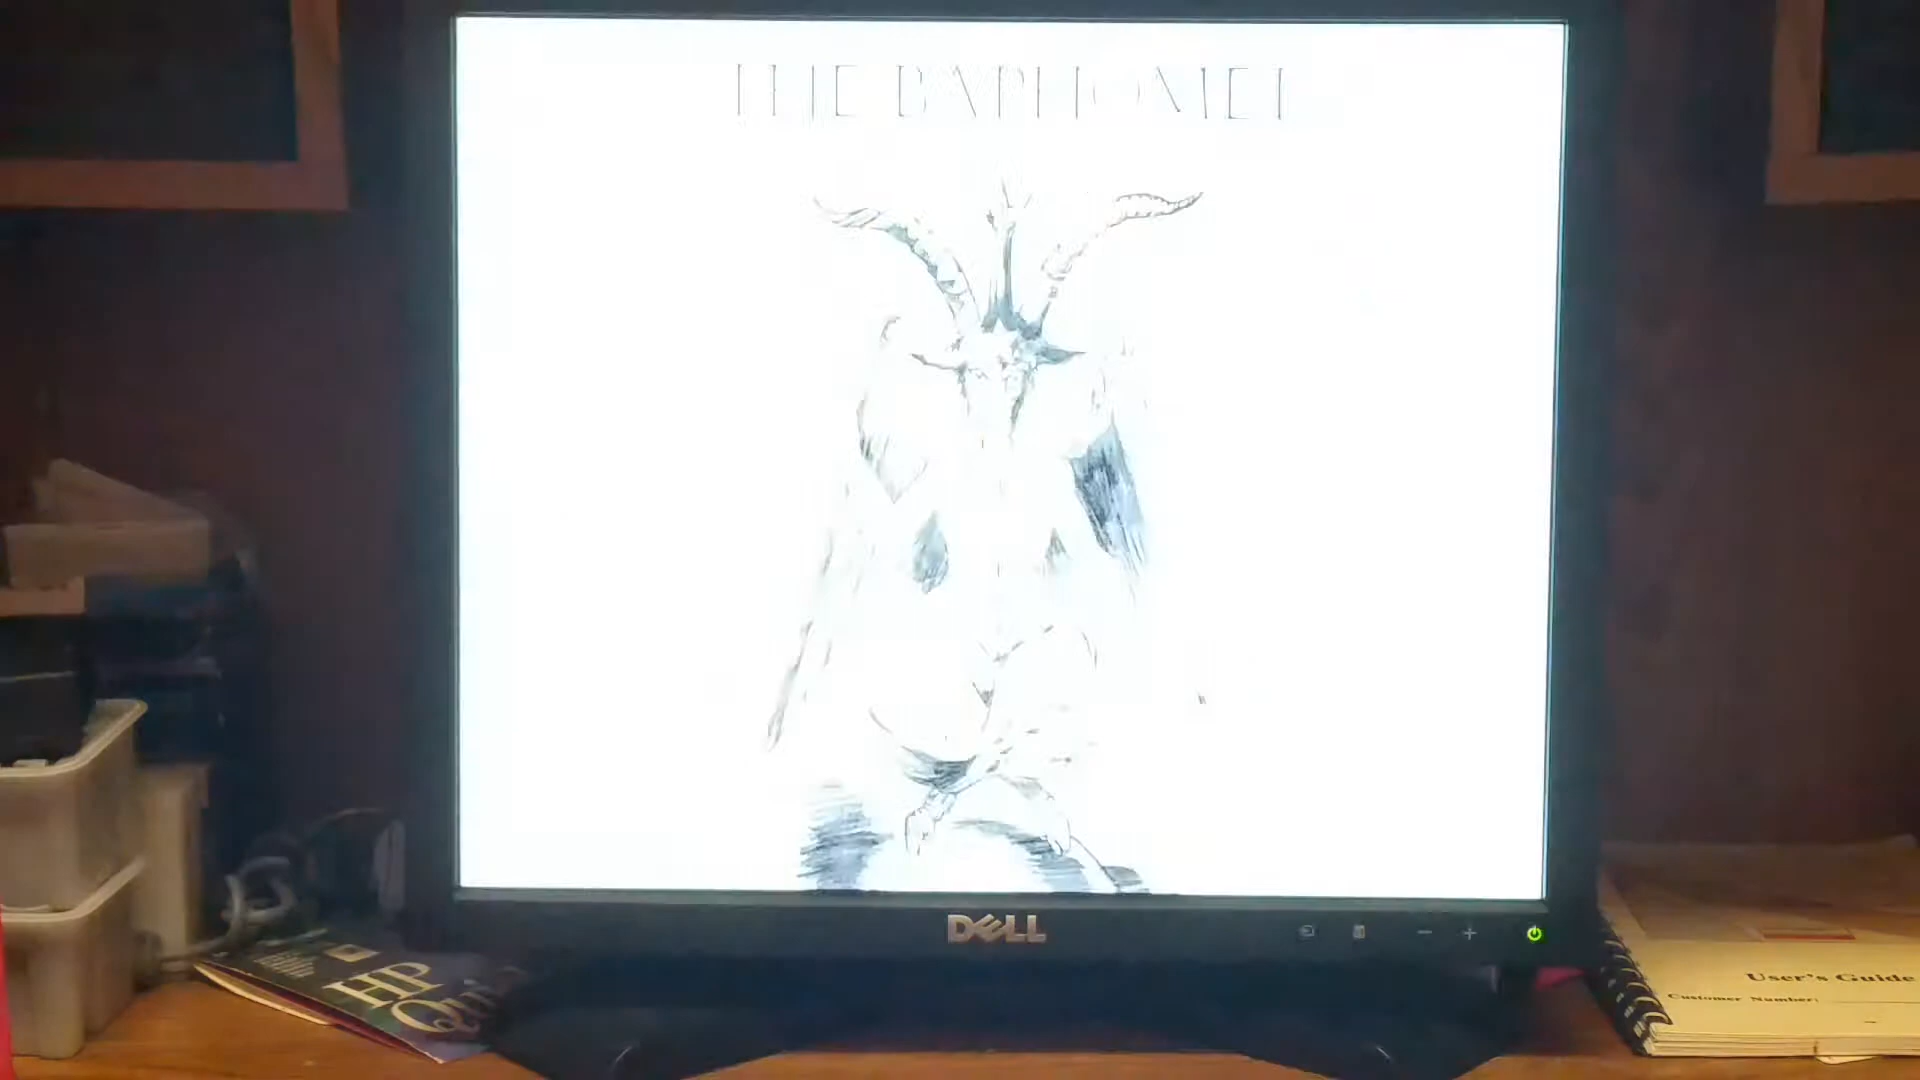 THE BAPHOMET
DELL
HP
User's Guide
Customer Number: